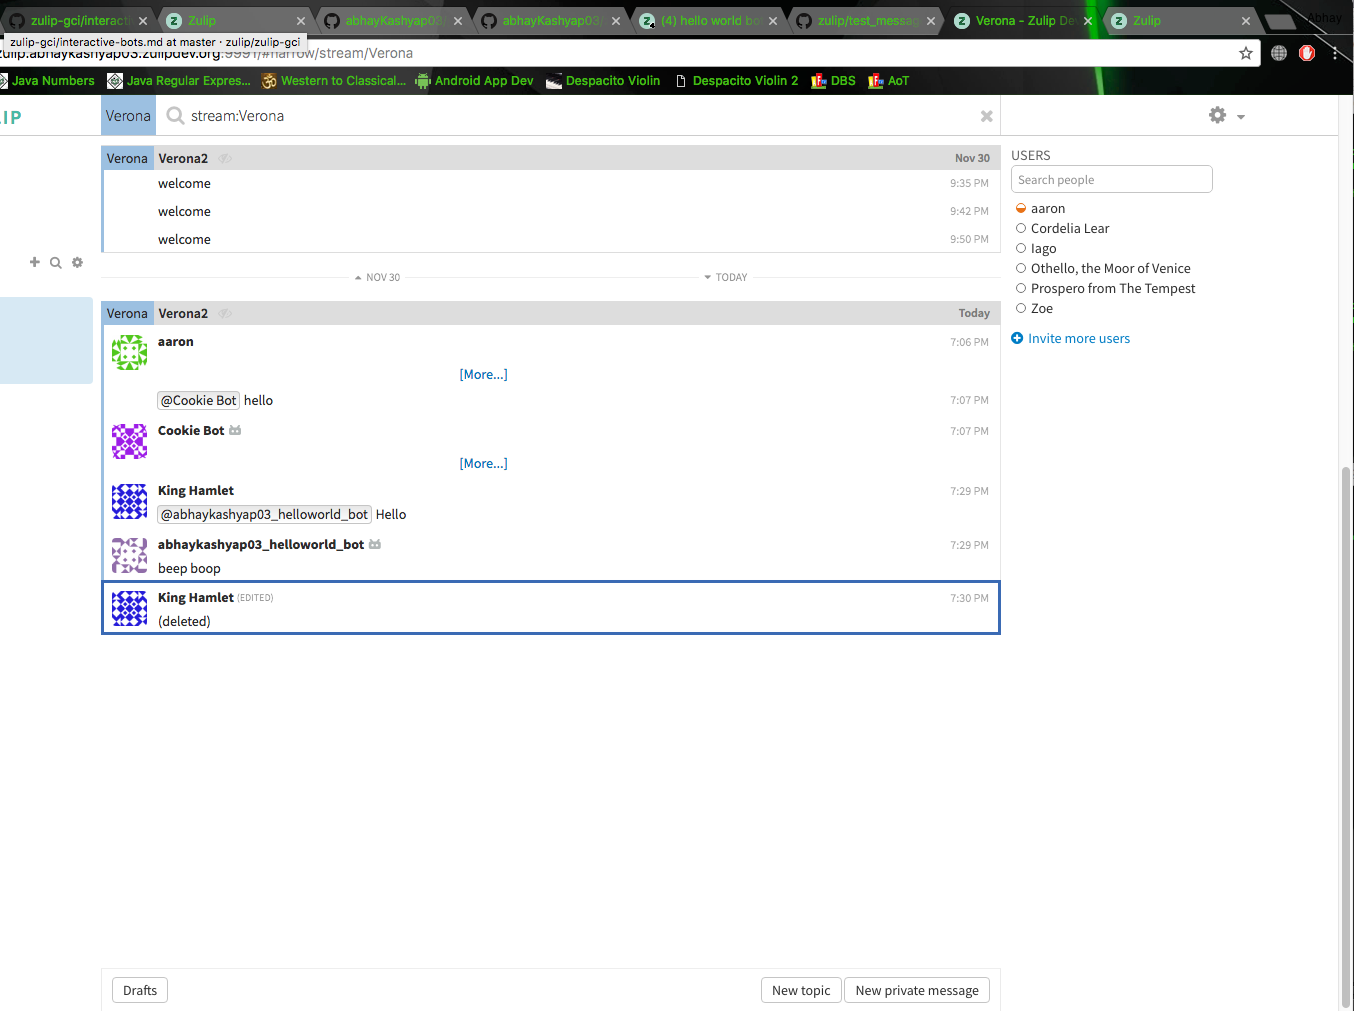 zulip-gci/interact
Zulip
abhayKashyap03
abhayKashyap03/
(4) hello world bo
zulip/test_messag
Verona - Zulip De
Zulip
Abhay
zulip-gci/interactive-bots.md at master · zulip/zulip-gci
zulip.abhaykashyap03.zulipdev.org:9991/#narrow/stream/Verona
Java Numbers
Java Regular Expres...
Western to Classical...
Android App Dev
Despacito Violin
Despacito Violin 2
DBS
AoT
LIP
Verona
stream:Verona
Verona Verona2 Nov 30
welcome 9:35 PM
welcome 9:42 PM
welcome 9:50 PM
NOV 30 TODAY
Verona Verona2 Today
aaron 7:06 PM
[More...]
@Cookie Bot hello 7:07 PM
Cookie Bot 7:07 PM
[More...]
King Hamlet 7:29 PM
@abhaykashyap03_helloworld_bot Hello
abhaykashyap03_helloworld_bot 7:29 PM
beep boop
King Hamlet (EDITED) 7:30 PM
(deleted)
USERS
Search people
aaron
Cordelia Lear
Iago
Othello, the Moor of Venice
Prospero from The Tempest
Zoe
Invite more users
Drafts
New topic
New private message